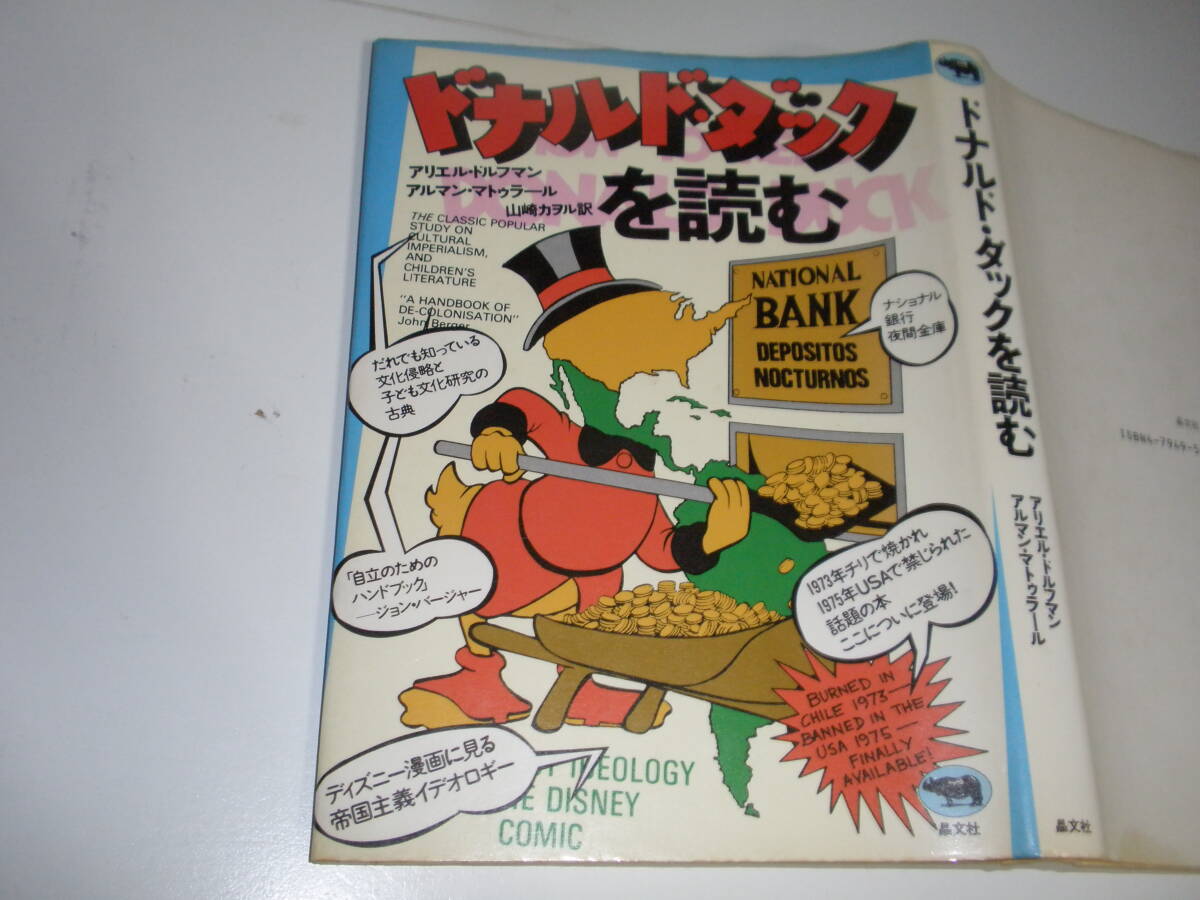 ドナルド・ダック
を読む
アリエル・ドルフマン
アルマン・マトゥラール
山崎カヲル訳
THE CLASSIC POPULAR
STUDY ON
CULTURAL
IMPERIALISM,
AND
CHILDREN'S
LITERATURE
"A HANDBOOK OF
DE-COLONISATION"
John Berger
だれでも知っている
文化侵略と
子ども文化研究の
古典
NATIONAL
BANK
DEPOSITOS
NOCTURNOS
ナショナル
銀行
夜間金庫
「自立のための
ハンドブック」
──ジョン・バージャー
1973年チリで焼かれ
1975年USAで禁じられた
話題の本
ここについに登場!
BURNED IN
CHILE 1973—
BANNED IN THE
USA 1975—
FINALLY
AVAILABLE!
ディズニー漫画に見る
帝国主義イデオロギー
IDEOLOGY
DISNEY
COMIC
晶文社
ドナルド・ダックを読む
アリエル・ドルフマン
アルマン・マトゥラール
晶文社